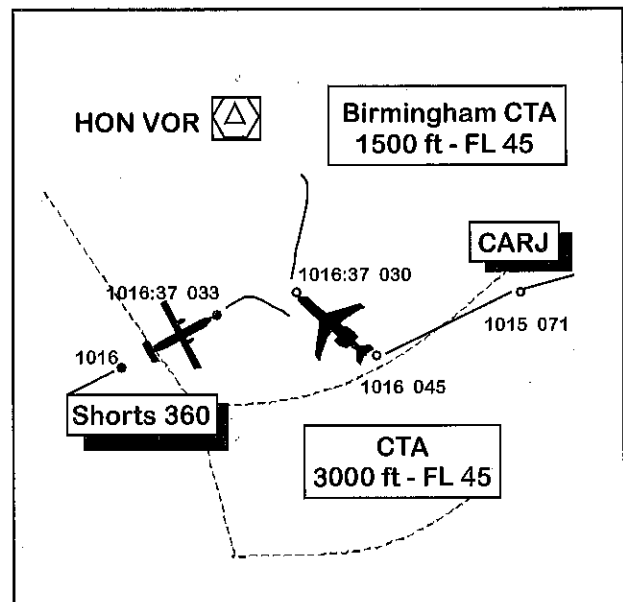 HON VOR
Birmingham CTA
1500 ft - FL 45
CARJ
1016:37 030
1016:37 033
1015 071
1016
1016 045
Shorts 360
CTA
3000 ft - FL 45